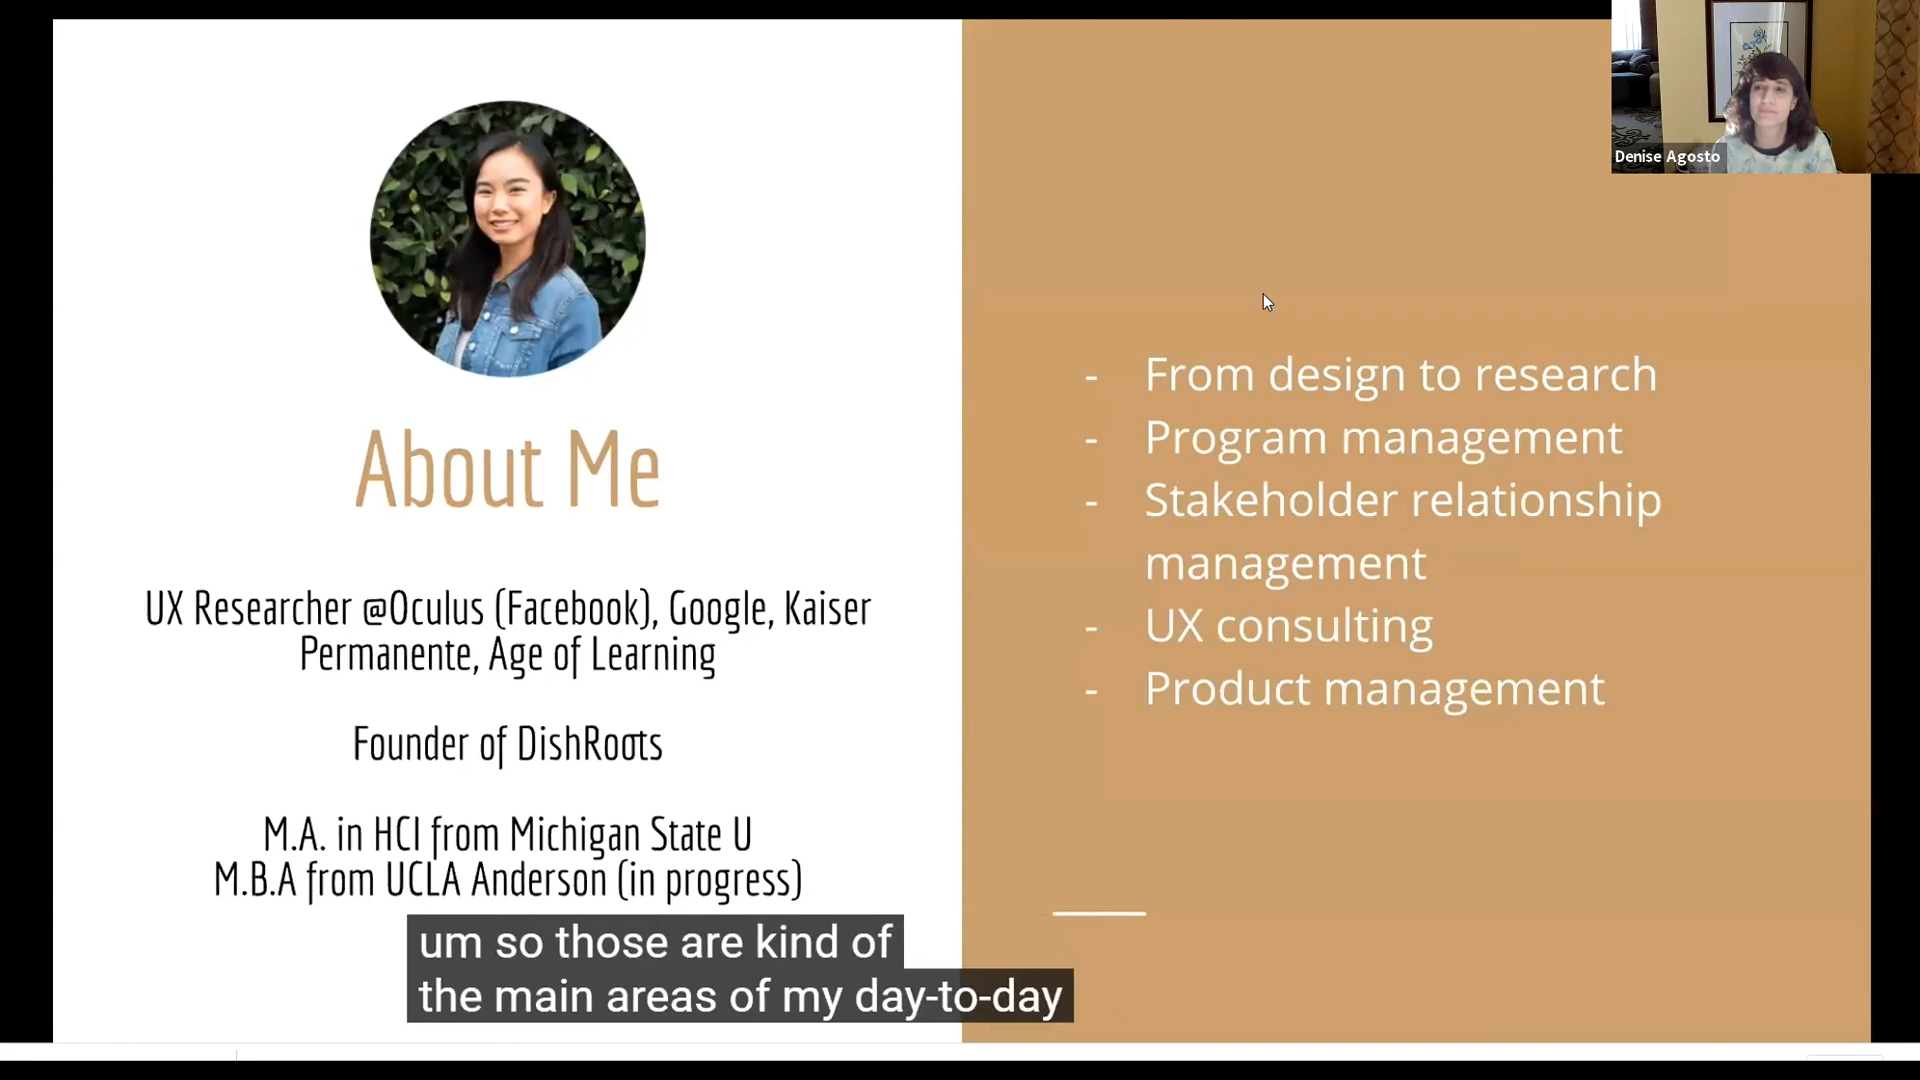 Denise Agosto
About Me
UX Researcher @Oculus (Facebook), Google, Kaiser
Permanente, Age of Learning
Founder of DishRoots
M.A. in HCI from Michigan State U
M.B.A from UCLA Anderson (in progress)
- From design to research
- Program management
- Stakeholder relationship
management
- UX consulting
- Product management
um so those are kind of
the main areas of my day-to-day